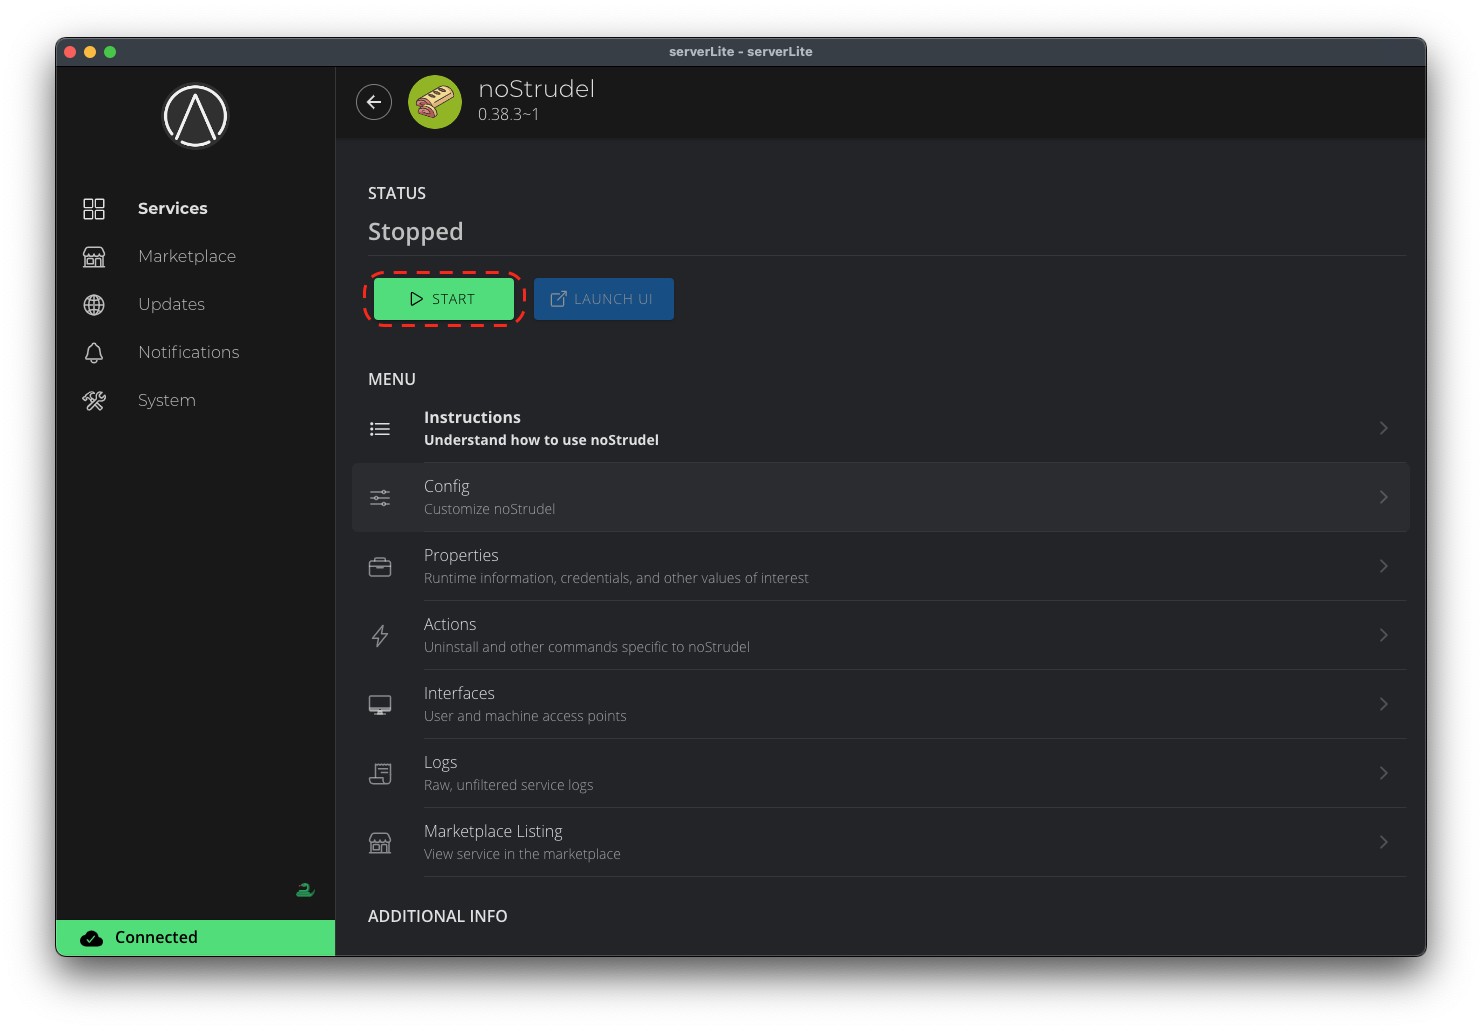 serverLite - serverLite
noStrudel
0.38.3~1
Services
Marketplace
Updates
Notifications
System
Connected
STATUS
Stopped
START
LAUNCH UI
MENU
Instructions
Understand how to use noStrudel
Config
Customize noStrudel
Properties
Runtime information, credentials, and other values of interest
Actions
Uninstall and other commands specific to noStrudel
Interfaces
User and machine access points
Logs
Raw, unfiltered service logs
Marketplace Listing
View service in the marketplace
ADDITIONAL INFO